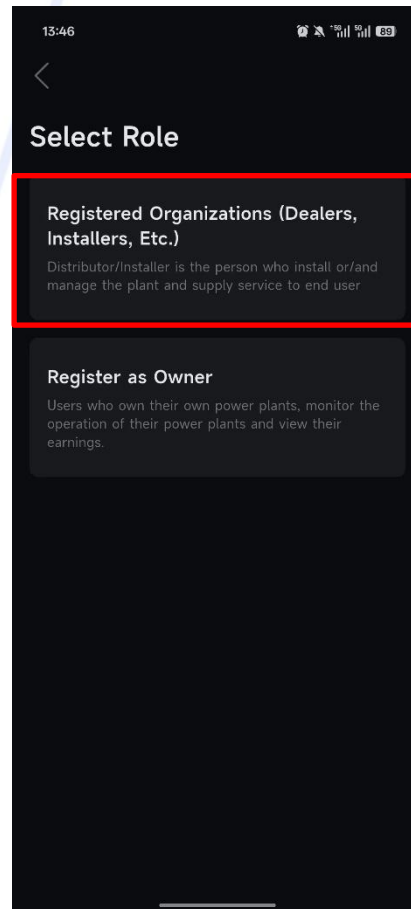 13:46
89
Select Role
Registered Organizations (Dealers,
Installers, Etc.)
Distributor/Installer is the person who install or/and
manage the plant and supply service to end user
Register as Owner
Users who own their own power plants, monitor the
operation of their power plants and view their
earnings.